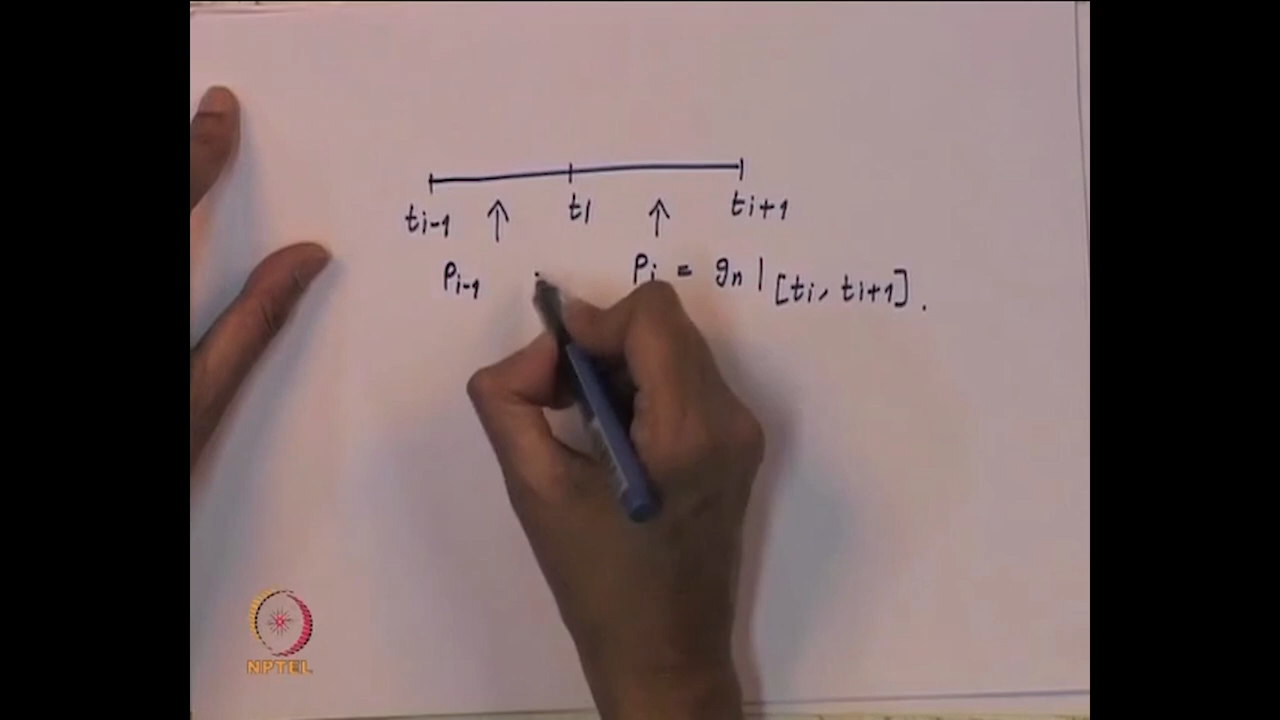 ti-1 ti ti+1
Pi-1 Pi = gn | [ti, ti+1].
NPTEL